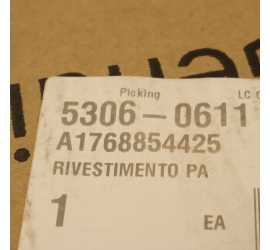 Picking LC
5306-0611
A1768854425
RIVESTIMENTO PA
1 EA